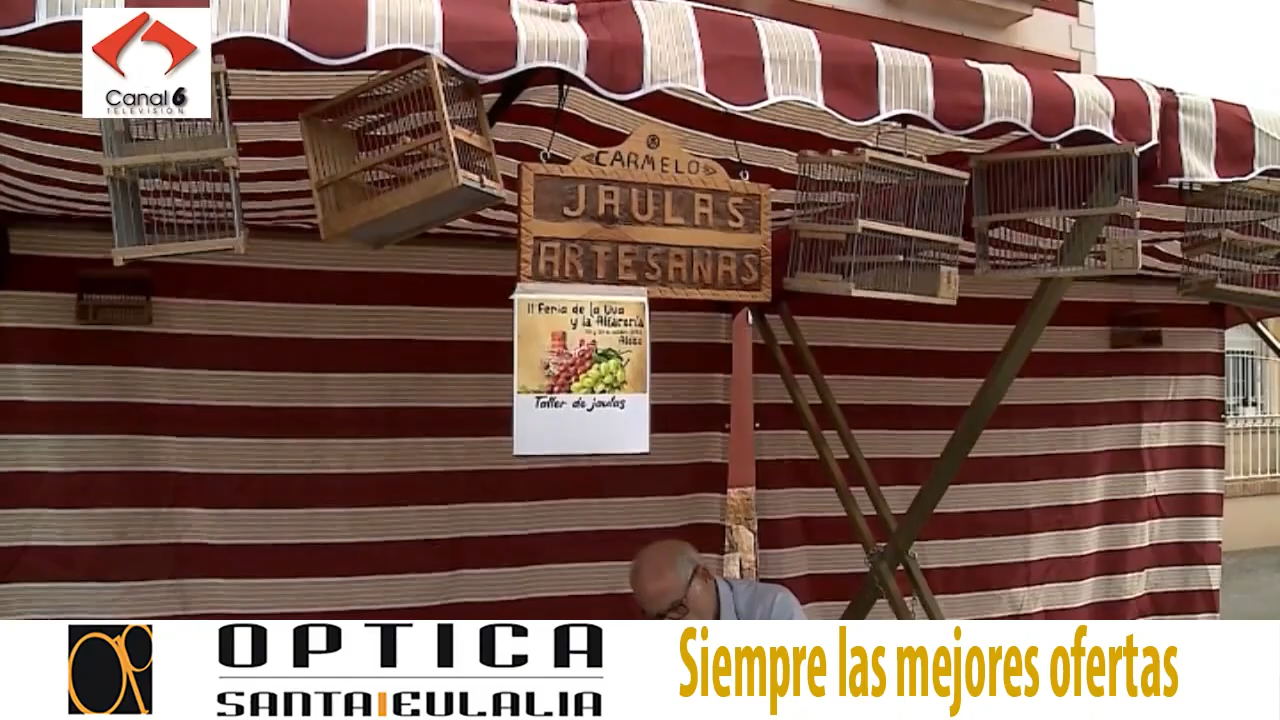 Canal 6
TELEVISIÓN
CARMELO
JAULAS
ARTESANAS
II Feria de la Uva
y la Alfarería
Taller de jaulas
OPTICA
SANTA EULALIA
Siempre las mejores ofertas